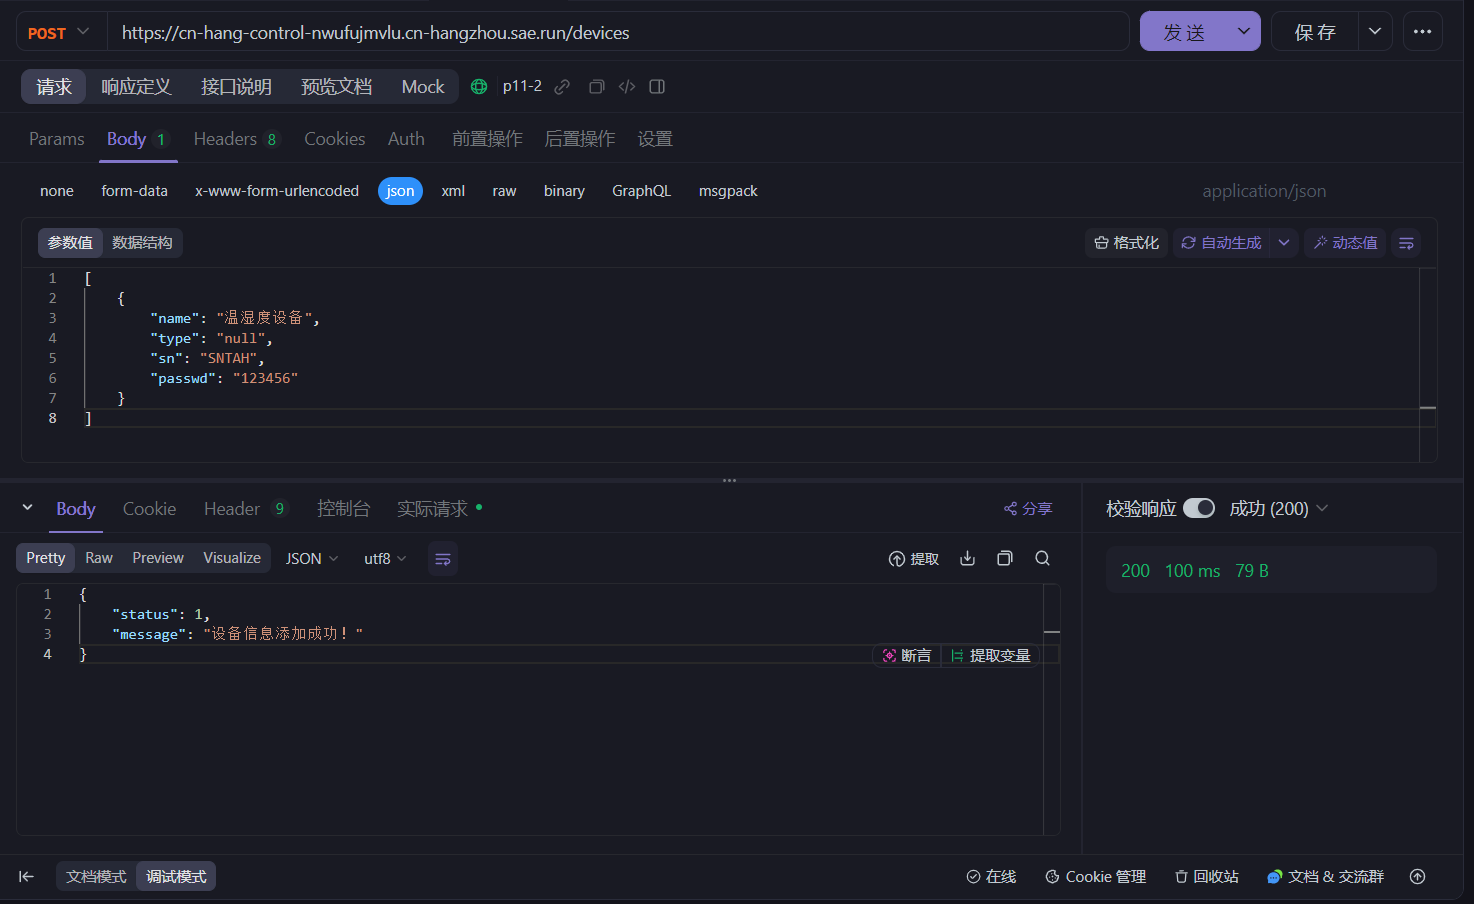 POST https://cn-hang-control-nwufujmvlu.cn-hangzhou.sae.run/devices 发送 保存
请求 响应定义 接口说明 预览文档 Mock p11-2
Params Body 1 Headers 8 Cookies Auth 前置操作 后置操作 设置
none form-data x-www-form-urlencoded json xml raw binary GraphQL msgpack application/json
参数值 数据结构 格式化 自动生成 动态值
1 [
2 {
3 "name": "温湿度设备",
4 "type": "null",
5 "sn": "SNTAH",
6 "passwd": "123456"
7 }
8 ]
Body Cookie Header 9 控制台 实际请求 分享 校验响应 成功 (200)
Pretty Raw Preview Visualize JSON utf8 提取
200 100 ms 79 B
1 {
2 "status": 1,
3 "message": "设备信息添加成功！"
4 }
断言 提取变量
文档模式 调试模式 在线 Cookie 管理 回收站 文档 & 交流群